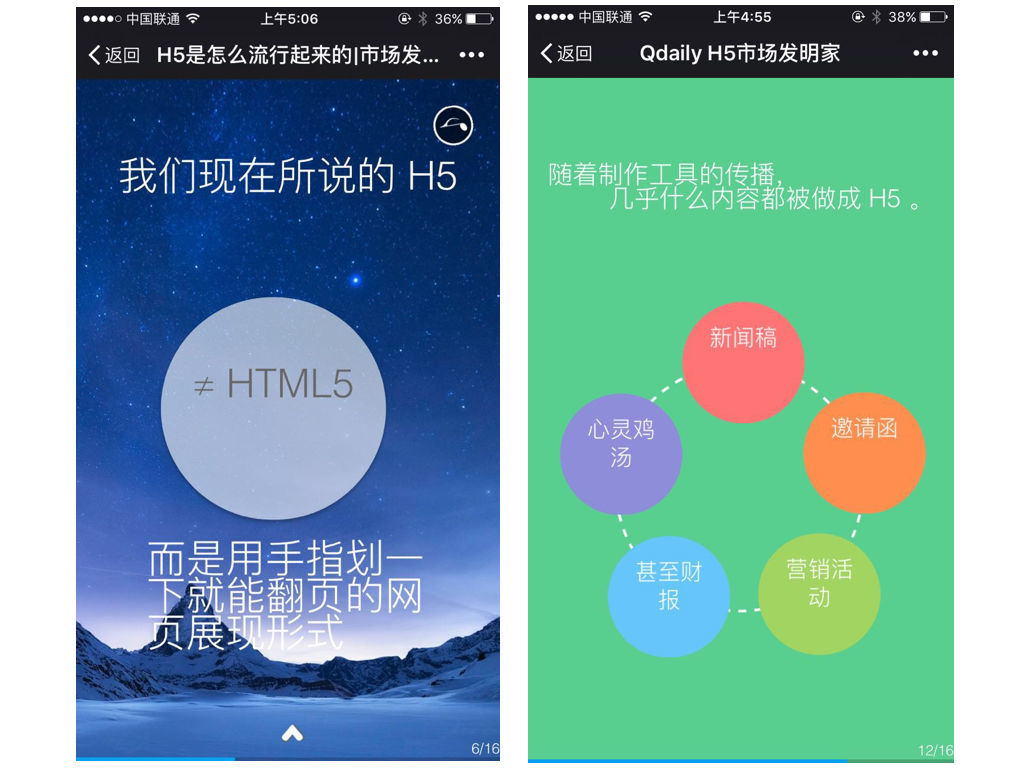 中国联通 上午5:06 36%
返回 H5是怎么流行起来的|市场发...
我们现在所说的 H5
≠ HTML5
而是用手指划一
下就能翻页的网
页展现形式
6/16
中国联通 上午4:55 38%
返回 Qdaily H5市场发明家
随着制作工具的传播,
几乎什么内容都被做成 H5 。
新闻稿
邀请函
营销活
动
甚至财
报
心灵鸡
汤
12/16